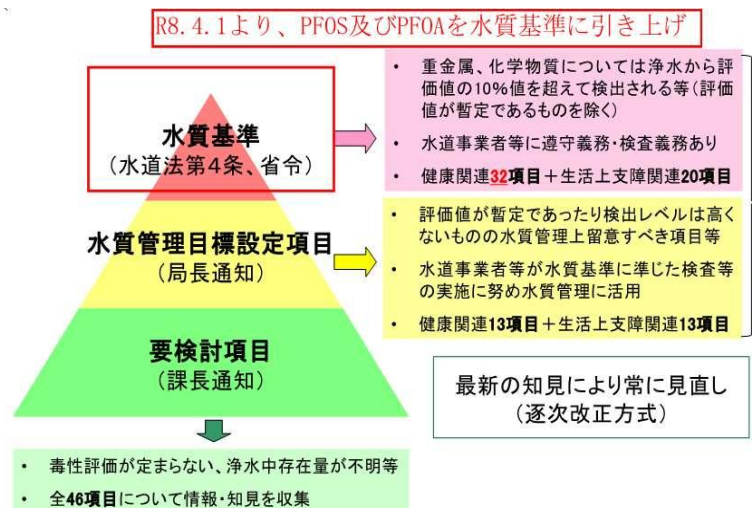 R8.4.1より、PFOS及びPFOAを水質基準に引き上げ
水質基準
(水道法第4条、省令)
・ 重金属、化学物質については浄水から評
価値の10%値を超えて検出される等(評価
値が暫定であるものを除く)
・ 水道事業者等に遵守義務・検査義務あり
・ 健康関連32項目+生活上支障関連20項目
水質管理目標設定項目
(局長通知)
・ 評価値が暫定であったり検出レベルは高く
ないものの水質管理上留意すべき項目等
・ 水道事業者等が水質基準に準じた検査等
の実施に努め水質管理に活用
・ 健康関連13項目+生活上支障関連13項目
要検討項目
(課長通知)
最新の知見により常に見直し
(逐次改正方式)
・ 毒性評価が定まらない、浄水中存在量が不明等
・ 全46項目について情報・知見を収集